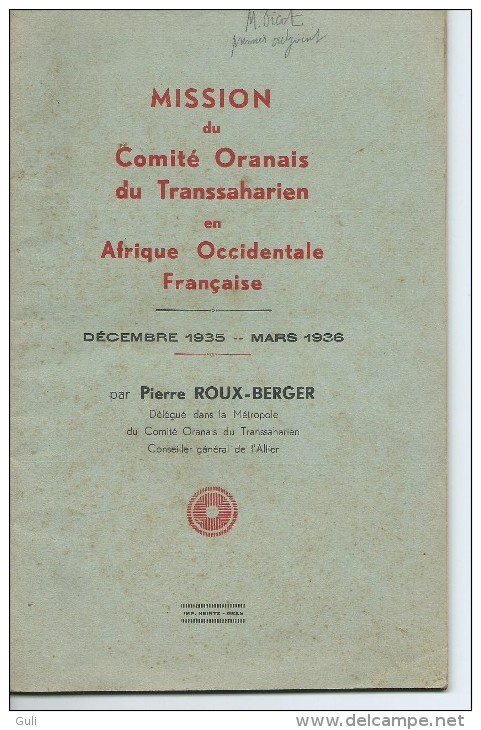 M. Dicot
premier adjoint
MISSION
du
Comité Oranais
du Transsaharien
en
Afrique Occidentale
Française
DÉCEMBRE 1935 -- MARS 1936
par Pierre ROUX-BERGER
Délégué dans la Métropole
du Comité Oranais du Transsaharien
Conseiller général de l'Allier
IMP. HEINTZ - ORAN
Guli
www.delcampe.net